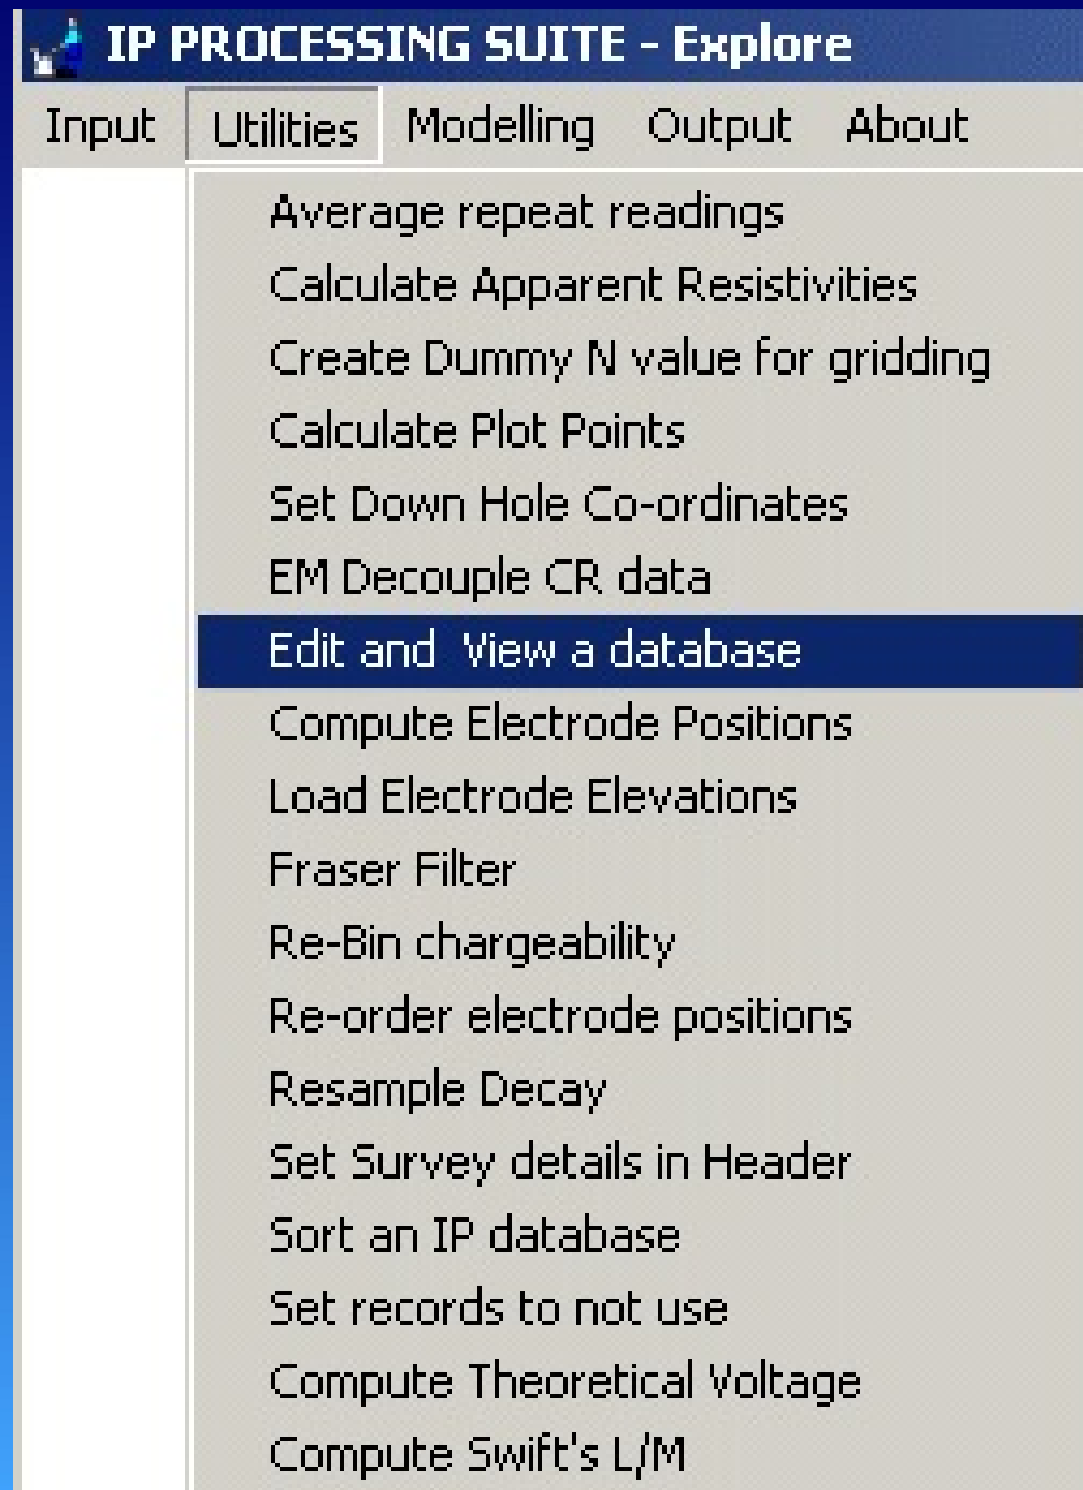 IP PROCESSING SUITE - Explore
Input Utilities Modelling Output About
Average repeat readings
Calculate Apparent Resistivities
Create Dummy N value for gridding
Calculate Plot Points
Set Down Hole Co-ordinates
EM Decouple CR data
Edit and  View a database
Compute Electrode Positions
Load Electrode Elevations
Fraser Filter
Re-Bin chargeability
Re-order electrode positions
Resample Decay
Set Survey details in Header
Sort an IP database
Set records to not use
Compute Theoretical Voltage
Compute Swift's L/M